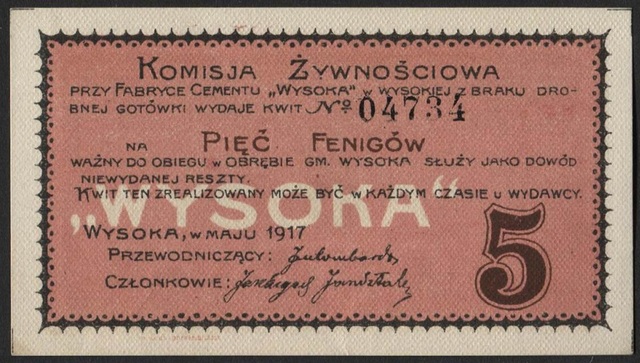 KOMISJA ŻYWNOŚCIOWA
PRZY FABRYCE CEMENTU „WYSOKA" W WYSOKIEJ Z BRAKU DRO-
BNEJ GOTÓWKI WYDAJE KWIT № 04734
NA PIĘĆ FENIGÓW
WAŻNY DO OBIEGU W OBRĘBIE GM. WYSOKA SŁUŻY JAKO DOWÓD
NIEWYDANEJ RESZTY.
KWIT TEN ZREALIZOWANY MOŻE BYĆ W KAŻDYM CZASIE U WYDAWCY.
„WYSOKA"
WYSOKA, W MAJU 1917
PRZEWODNICZĄCY:
CZŁONKOWIE:
5